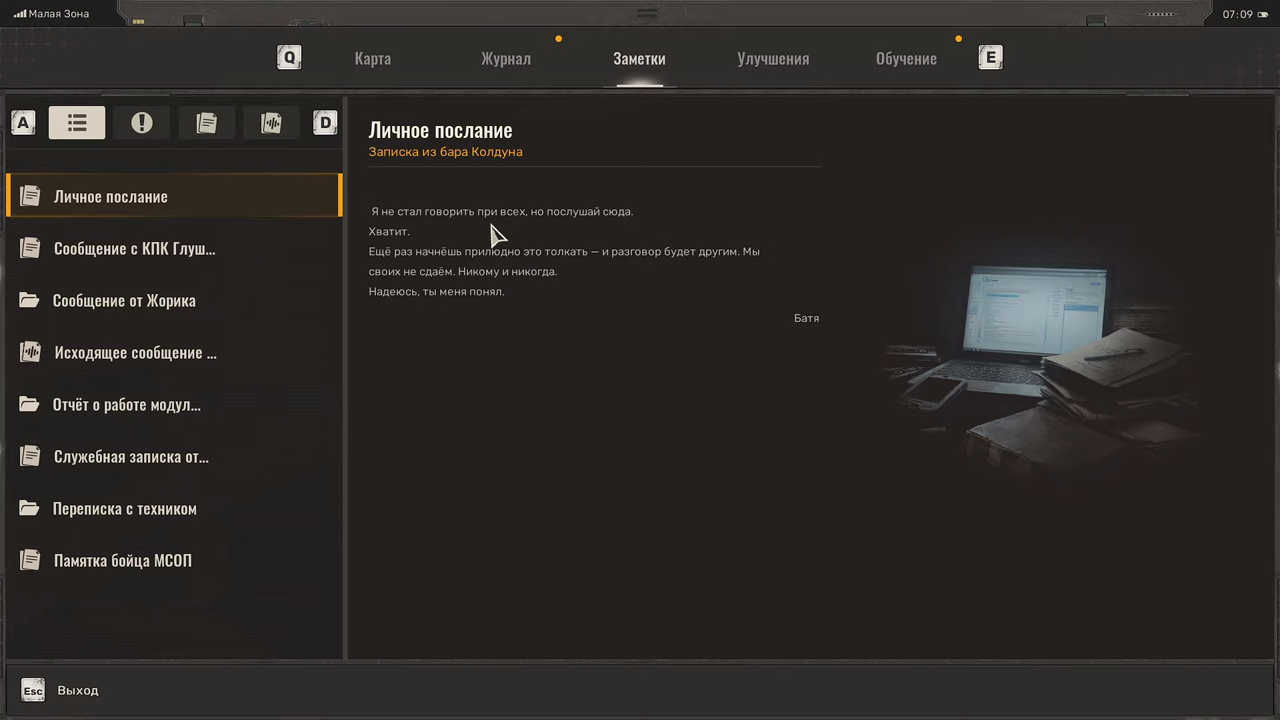 Малая Зона
07:09
Q
Карта
Журнал
Заметки
Улучшения
Обучение
E
A
D
Личное послание
Сообщение с КПК Глуш...
Сообщение от Жорика
Исходящее сообщение ...
Отчёт о работе модул...
Служебная записка от...
Переписка с техником
Памятка бойца МСОП
Личное послание
Записка из бара Колдуна
Я не стал говорить при всех, но послушай сюда.
Хватит.
Ещё раз начнёшь прилюдно это толкать — и разговор будет другим. Мы
своих не сдаём. Никому и никогда.
Надеюсь, ты меня понял.
Батя
Esc
Выход